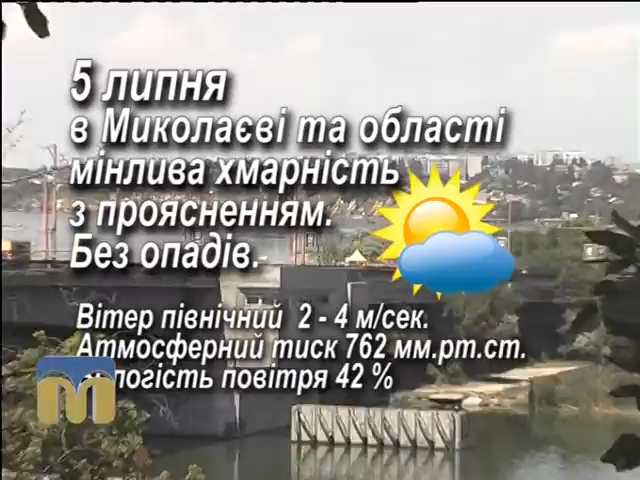 5 липня
в Миколаєві та області
мінлива хмарність
з проясненням.
Без опадів.
Вітер північний 2 - 4 м/сек.
Атмосферний тиск 762 мм.рт.ст.
повітря 42 %